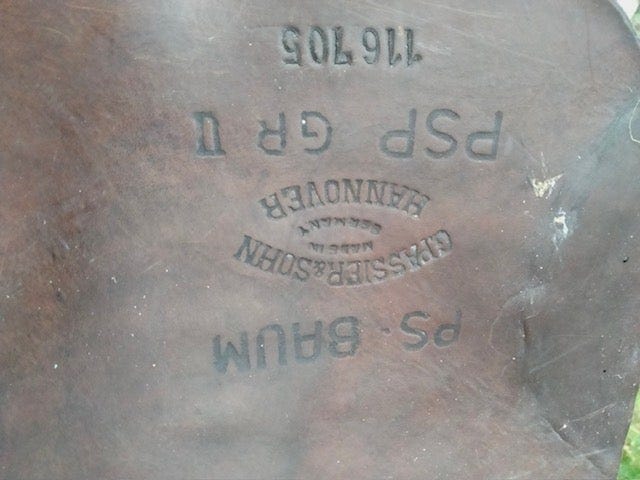 PS. BAUM
G.PASSIER & SOHN
MADE IN
GERMANY
HANNOVER
PSP GR II
116705